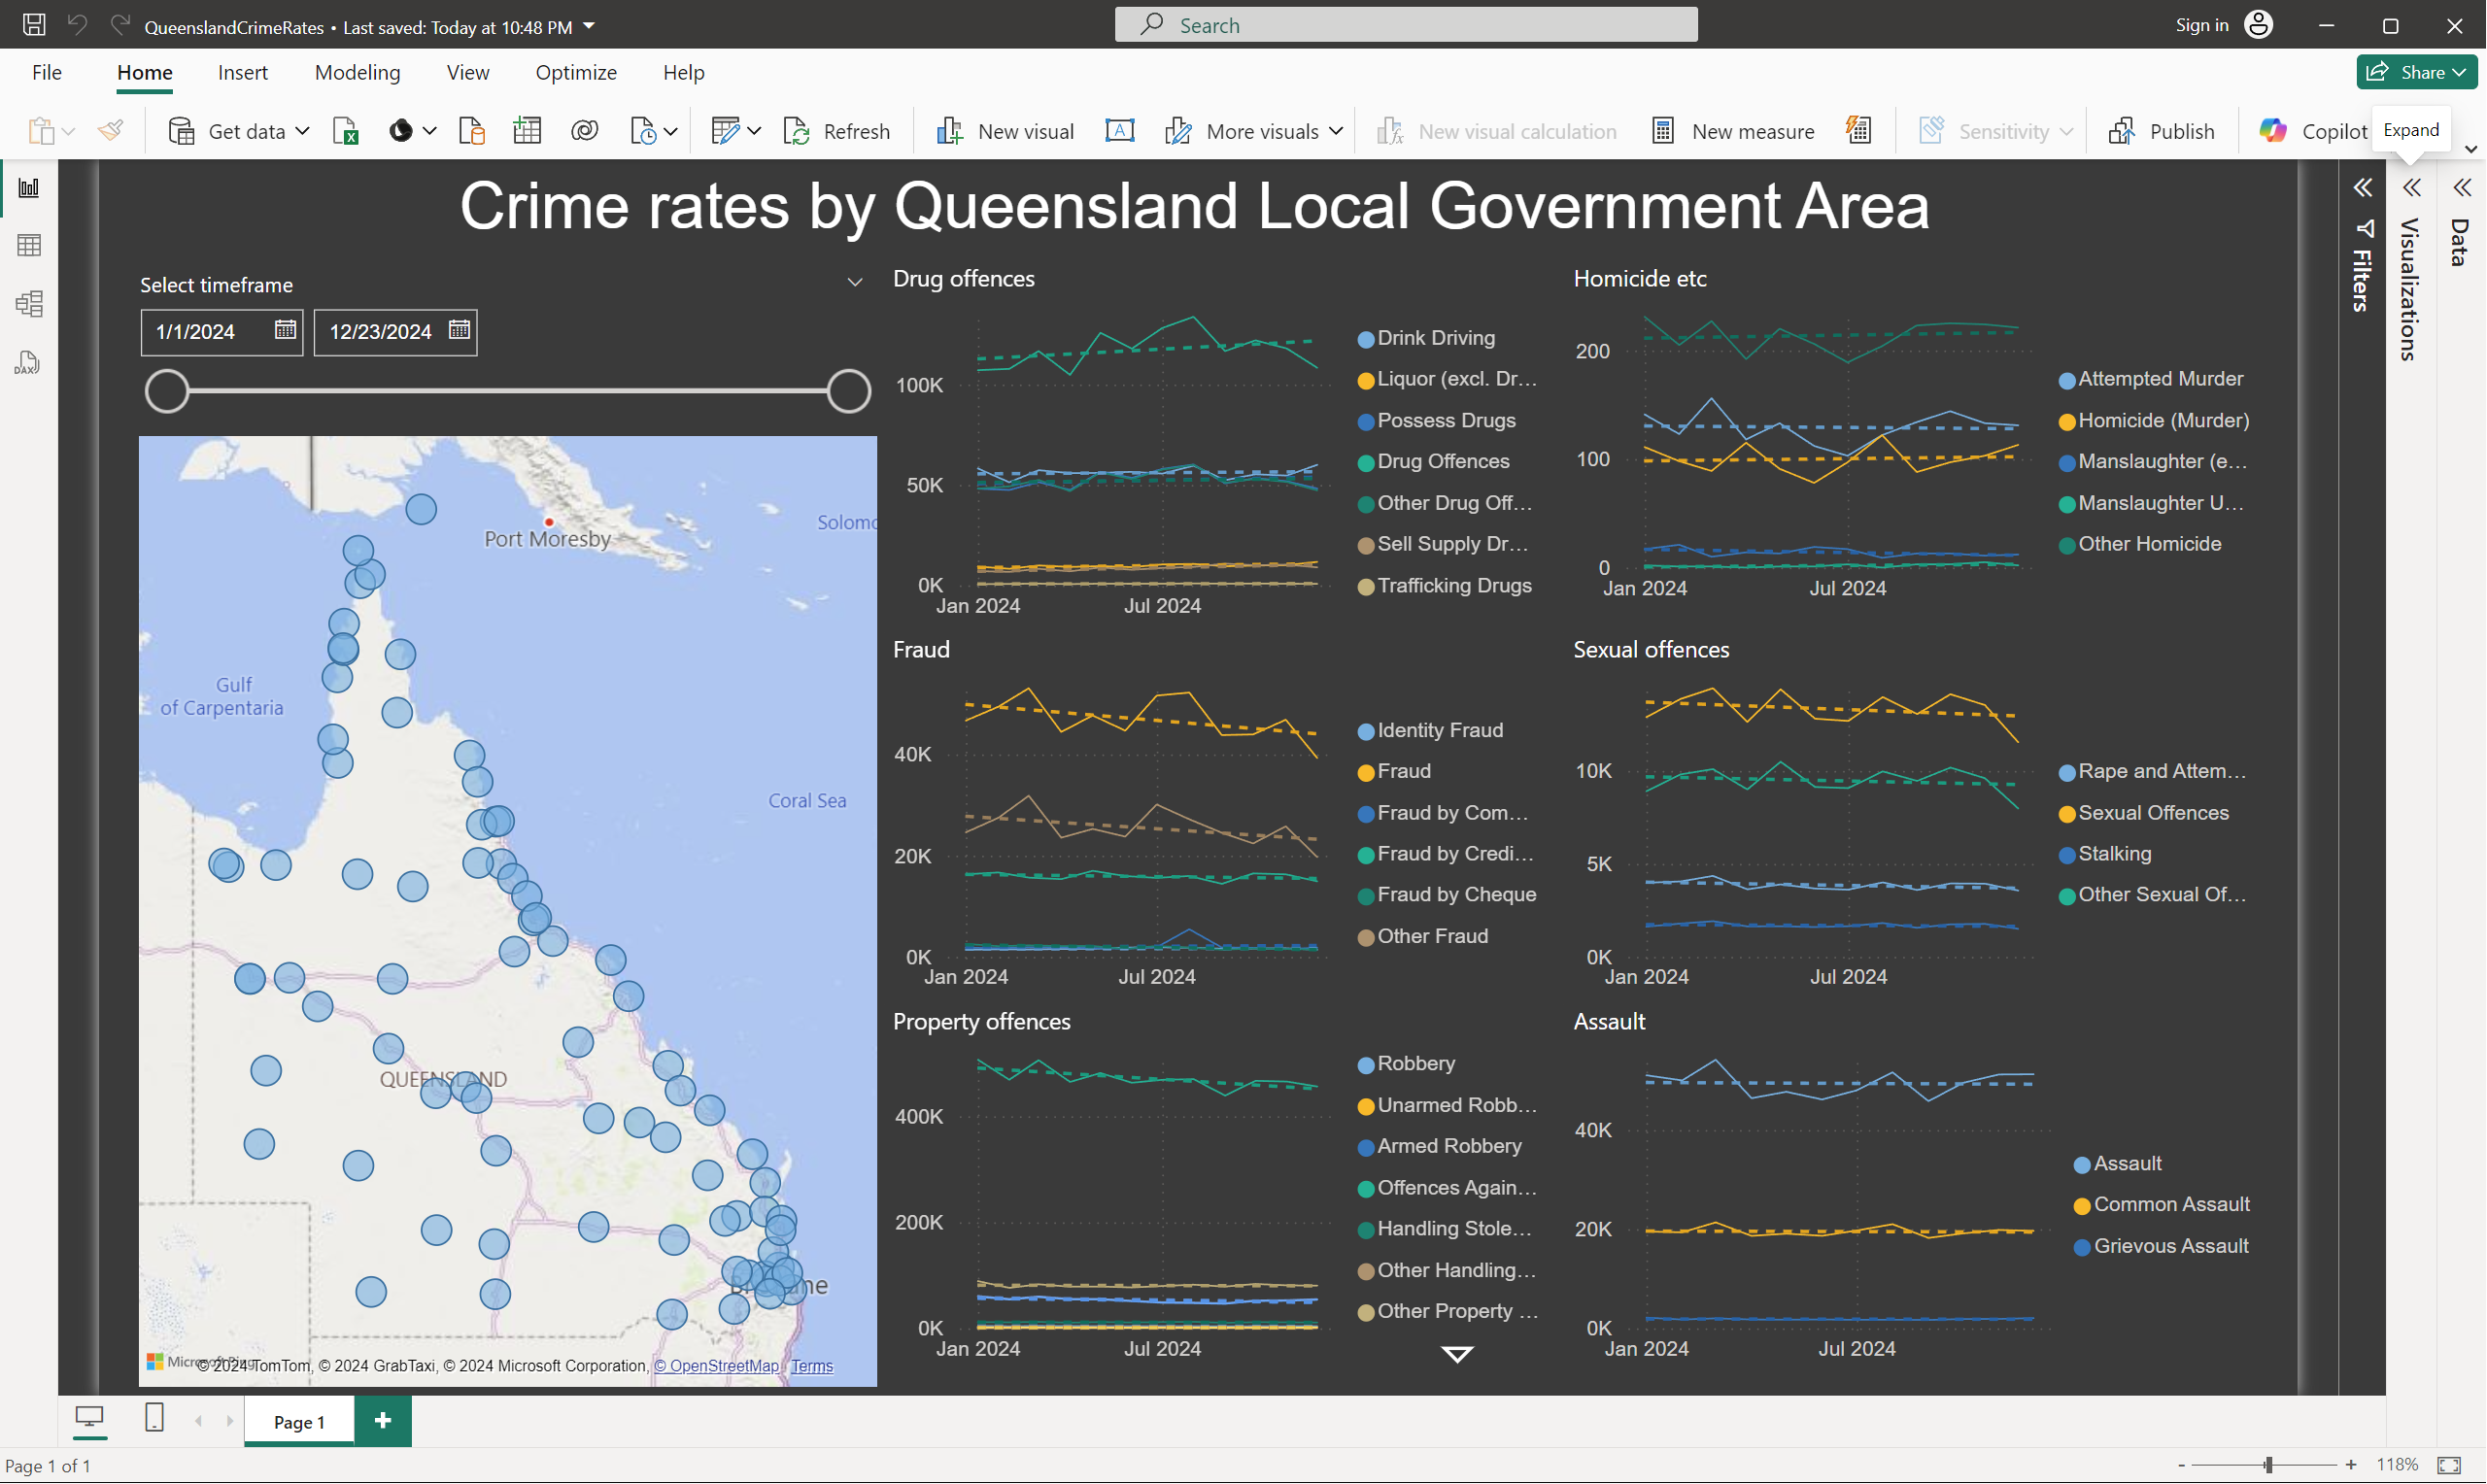 QueenslandCrimeRates • Last saved: Today at 10:48 PM
Search
Sign in
File Home Insert Modeling View Optimize Help
Share
Get data
Refresh
New visual
More visuals
New visual calculation
New measure
Sensitivity
Publish
Copilot
Expand
DAX
Crime rates by Queensland Local Government Area
Filters
Visualizations
Data
Select timeframe
1/1/2024
12/23/2024
Port Moresby
Gulf
of Carpentaria
Coral Sea
QUEENSLAND
© 2024 TomTom, © 2024 GrabTaxi, © 2024 Microsoft Corporation, © OpenStreetMap Terms
Drug offences
100K
50K
0K
Jan 2024
Jul 2024
Drink Driving
Liquor (excl. Dr...
Possess Drugs
Drug Offences
Other Drug Off...
Sell Supply Dr...
Trafficking Drugs
Homicide etc
200
100
0
Jan 2024
Jul 2024
Attempted Murder
Homicide (Murder)
Manslaughter (e...
Manslaughter U...
Other Homicide
Fraud
40K
20K
0K
Jan 2024
Jul 2024
Identity Fraud
Fraud
Fraud by Com...
Fraud by Credi...
Fraud by Cheque
Other Fraud
Sexual offences
10K
5K
0K
Jan 2024
Jul 2024
Rape and Attem...
Sexual Offences
Stalking
Other Sexual Of...
Property offences
400K
200K
0K
Jan 2024
Jul 2024
Robbery
Unarmed Robb...
Armed Robbery
Offences Again...
Handling Stole...
Other Handling...
Other Property ...
Assault
40K
20K
0K
Jan 2024
Jul 2024
Assault
Common Assault
Grievous Assault
Page 1
Page 1 of 1
118%